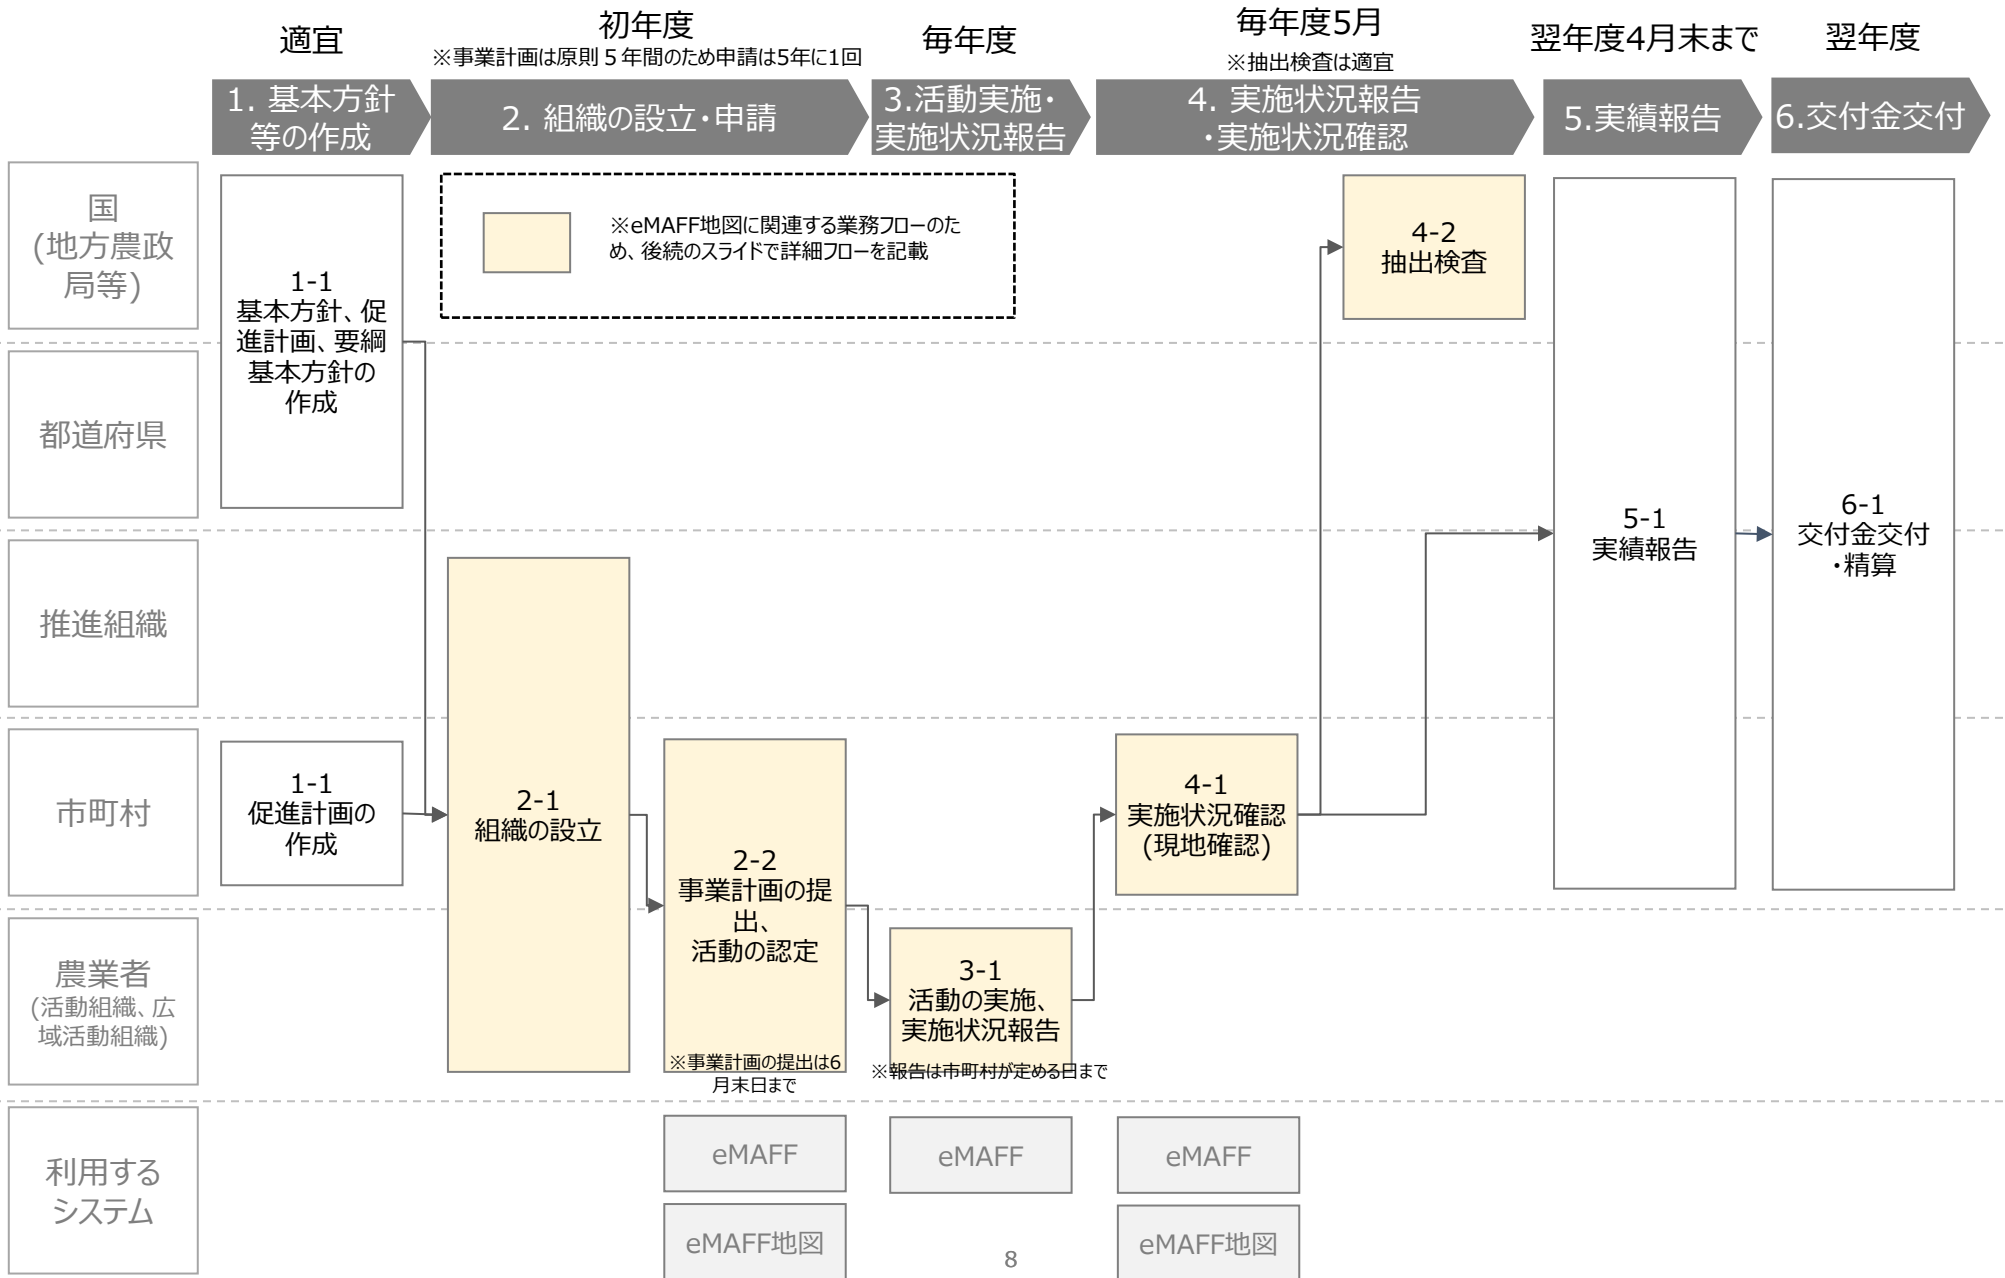 適宜
初年度
※事業計画は原則５年間のため申請は5年に1回
毎年度
毎年度5月
※抽出検査は適宜
翌年度4月末まで
翌年度
1. 基本方針
等の作成
2. 組織の設立・申請
3.活動実施・
実施状況報告
4. 実施状況報告
・実施状況確認
5.実績報告
6.交付金交付
国
(地方農政
局等)
1-1
基本方針、促
進計画、要綱
基本方針の
作成
※eMAFF地図に関連する業務フローのた
め、後続のスライドで詳細フローを記載
4-2
抽出検査
都道府県
5-1
実績報告
6-1
交付金交付
・精算
推進組織
市町村
1-1
促進計画の
作成
2-1
組織の設立
2-2
事業計画の提
出、
活動の認定
※事業計画の提出は6
月末日まで
4-1
実施状況確認
(現地確認)
農業者
(活動組織、広
域活動組織)
3-1
活動の実施、
実施状況報告
※報告は市町村が定める日まで
利用する
システム
eMAFF
eMAFF
eMAFF
eMAFF地図
eMAFF地図
8